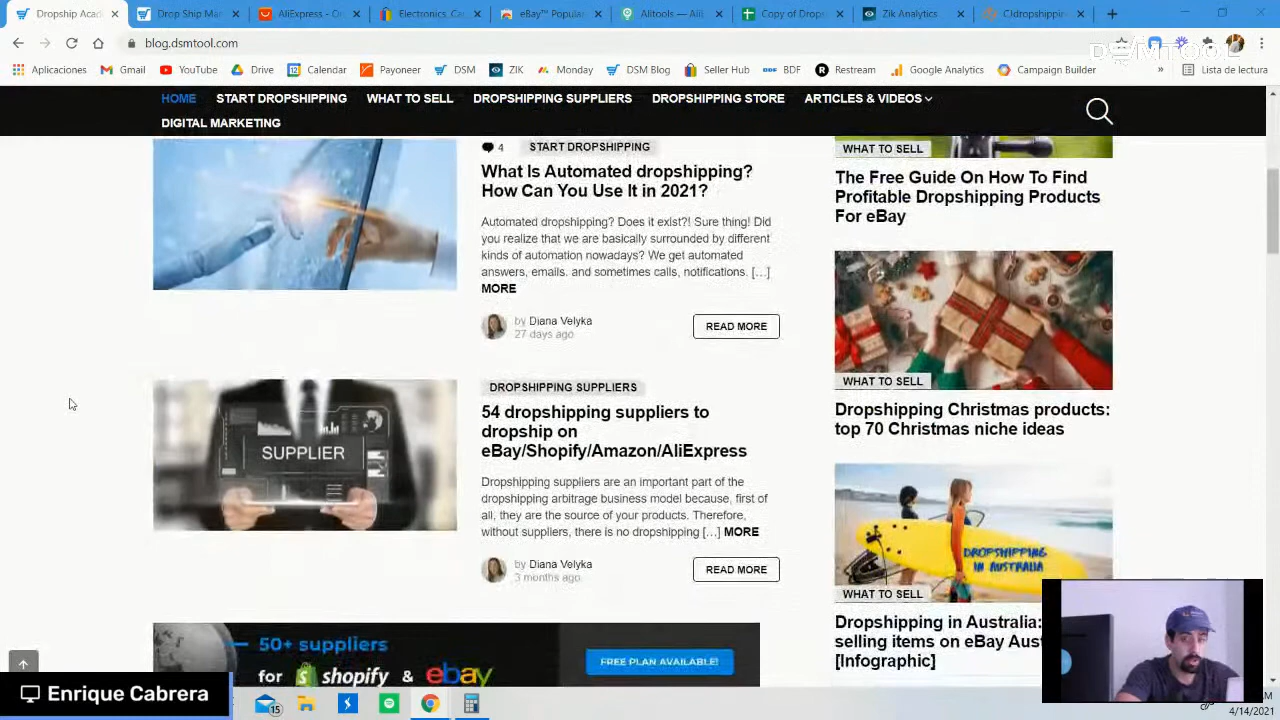 Dropship Aca
Drop Ship Mar
AliExpress - O
Electronics, Ca
eBay™ Popula
Alitools — Ali
Copy of Drops
Zik Analytics
CJdropshippin
blog.dsmtool.com
DSMTOOL
Aplicaciones
Gmail
YouTube
Drive
Calendar
Payoneer
DSM
ZIK
Monday
DSM Blog
Seller Hub
BDF
Restream
Google Analytics
Campaign Builder
»
Lista de lectura
HOME START DROPSHIPPING WHAT TO SELL DROPSHIPPING SUPPLIERS DROPSHIPPING STORE ARTICLES & VIDEOS
DIGITAL MARKETING
4 START DROPSHIPPING
What Is Automated dropshipping?
How Can You Use It in 2021?
Automated dropshipping? Does it exist?! Sure thing! Did
you realize that we are basically surrounded by different
kinds of automation nowadays? We get automated
answers, emails. and sometimes calls, notifications. […]
MORE
by Diana Velyka
27 days ago
READ MORE
SUPPLIER
DROPSHIPPING SUPPLIERS
54 dropshipping suppliers to
dropship on
eBay/Shopify/Amazon/AliExpress
Dropshipping suppliers are an important part of the
dropshipping arbitrage business model because, first of
all, they are the source of your products. Therefore,
without suppliers, there is no dropshipping […] MORE
by Diana Velyka
3 months ago
READ MORE
50+ suppliers
for shopify & ebay
FREE PLAN AVAILABLE!
WHAT TO SELL
The Free Guide On How To Find
Profitable Dropshipping Products
For eBay
WHAT TO SELL
Dropshipping Christmas products:
top 70 Christmas niche ideas
DROPSHIPPING
IN AUSTRALIA
WHAT TO SELL
Dropshipping in Australia:
selling items on eBay Aus
[Infographic]
Enrique Cabrera
15
4/14/2021